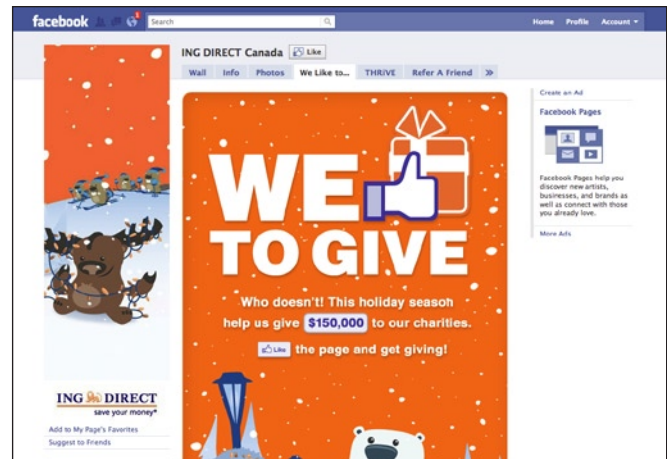 facebook
1
Search
Home Profile Account
ING DIRECT Canada Like
Wall Info Photos We Like to... THRiVE Refer A Friend »
WE
TO GIVE
Who doesn't! This holiday season
help us give $150,000 to our charities.
Like the page and get giving!
ING DIRECT
save your money®
Add to My Page's Favorites
Suggest to Friends
Create an Ad
Facebook Pages
Facebook Pages help you
discover new artists,
businesses, and brands as
well as connect with those
you already love.
More Ads